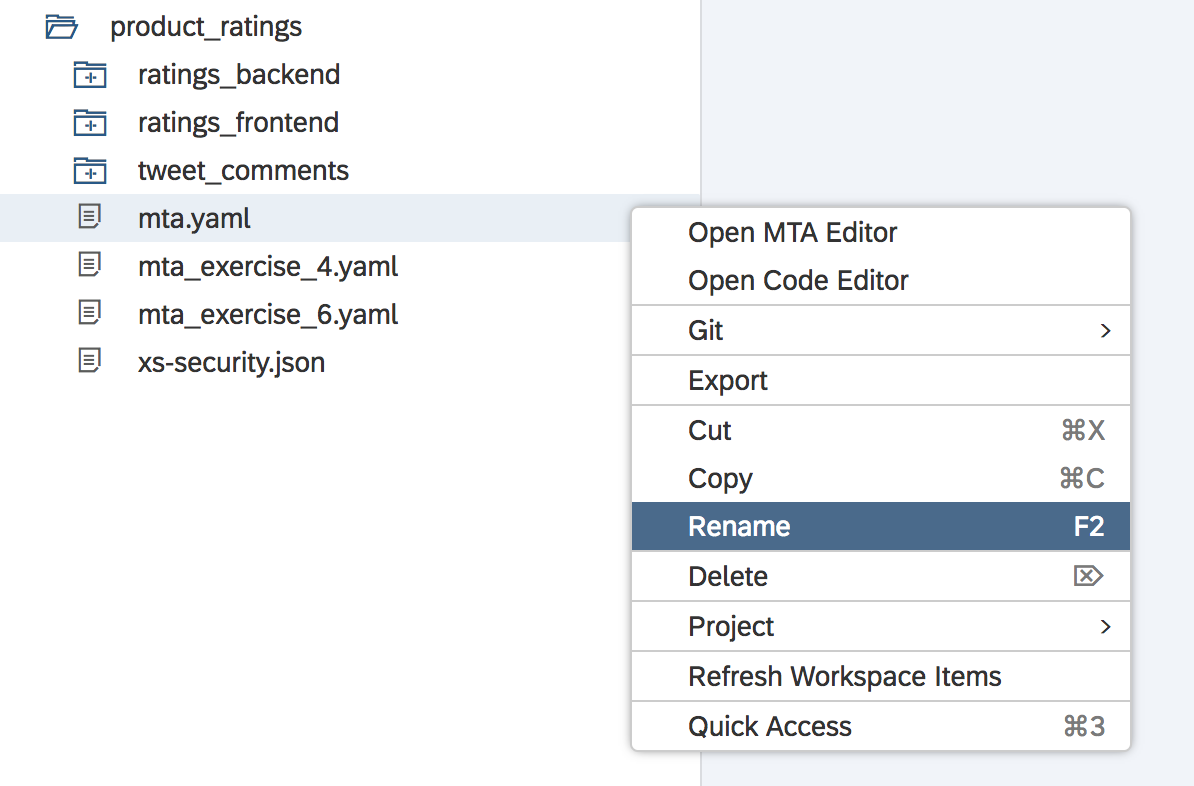 product_ratings
ratings_backend
ratings_frontend
tweet_comments
mta.yaml
mta_exercise_4.yaml
mta_exercise_6.yaml
xs-security.json
Open MTA Editor
Open Code Editor
Git
Export
Cut ⌘X
Copy ⌘C
Rename F2
Delete ⌦
Project
Refresh Workspace Items
Quick Access ⌘3